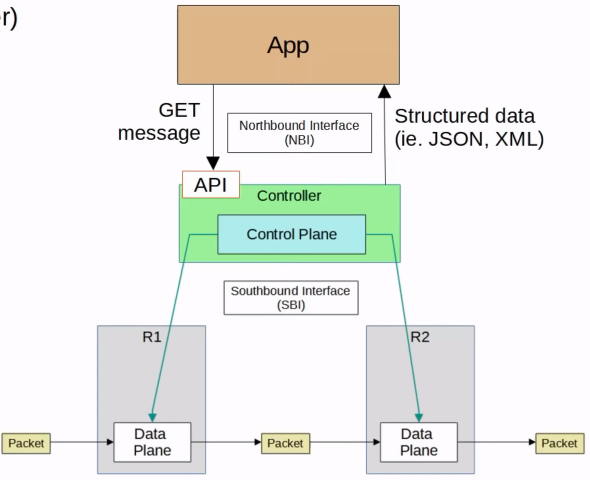 r)
App
GET
message
Northbound Interface
(NBI)
Structured data
(ie. JSON, XML)
API
Controller
Control Plane
Southbound Interface
(SBI)
R1
R2
Packet
Data
Plane
Packet
Data
Plane
Packet